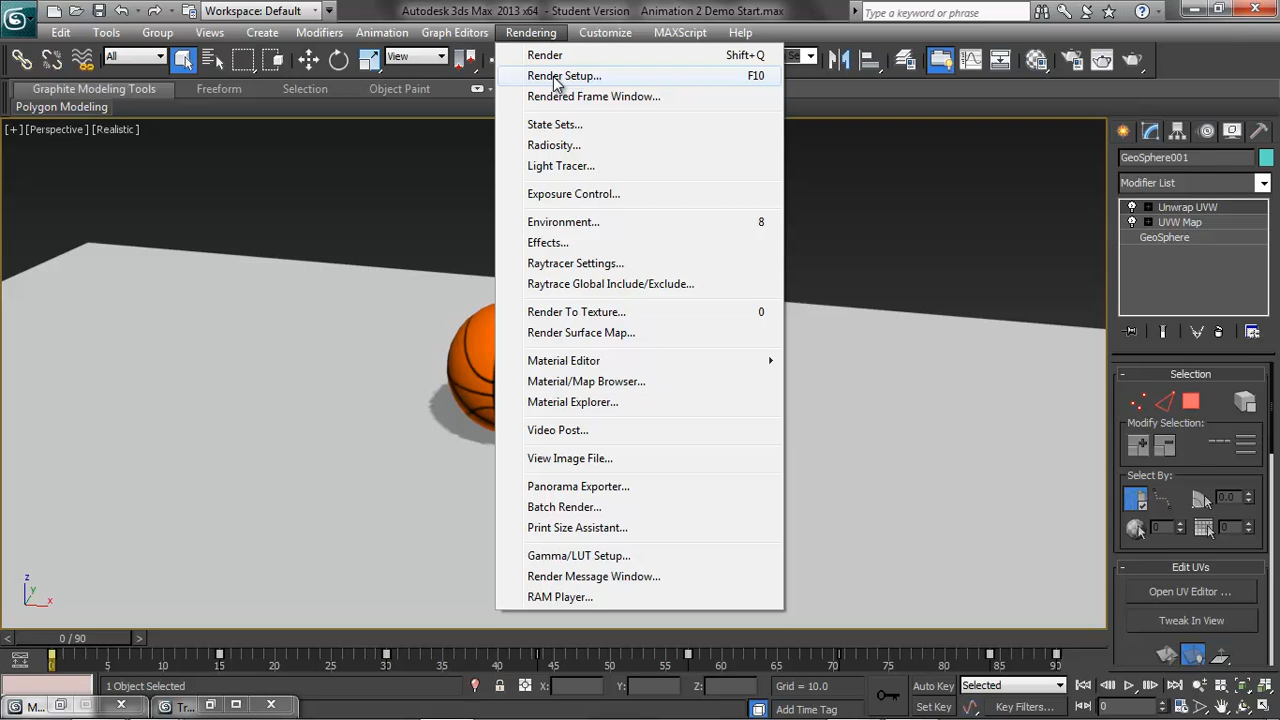 Workspace: Default
Autodesk 3ds Max 2013 x64 - Student Version Animation 2 Demo Start.max
Type a keyword or phrase
Edit Tools Group Views Create Modifiers Animation Graph Editors Rendering Customize MAXScript Help
All
View
Graphite Modeling Tools Freeform Selection Object Paint
Polygon Modeling
[+] [Perspective] [Realistic]
Render Shift+Q
Render Setup... F10
Rendered Frame Window...
State Sets...
Radiosity...
Light Tracer...
Exposure Control...
Environment... 8
Effects...
Raytracer Settings...
Raytrace Global Include/Exclude...
Render To Texture... 0
Render Surface Map...
Material Editor
Material/Map Browser...
Material Explorer...
Video Post...
View Image File...
Panorama Exporter...
Batch Render...
Print Size Assistant...
Gamma/LUT Setup...
Render Message Window...
RAM Player...
GeoSphere001
Modifier List
Unwrap UVW
UVW Map
GeoSphere
Selection
Modify Selection:
Select By:
0.0
0 0
Edit UVs
Open UV Editor ...
Tweak In View
z
y
x
0 / 90
0 10 15 20 25 30 35 40 45 50 55 60 65 70 75 80 85 90
1 Object Selected X: Y: Z: Grid = 10.0 Auto Key Selected
M... Tr... Add Time Tag Set Key Key Filters... 0